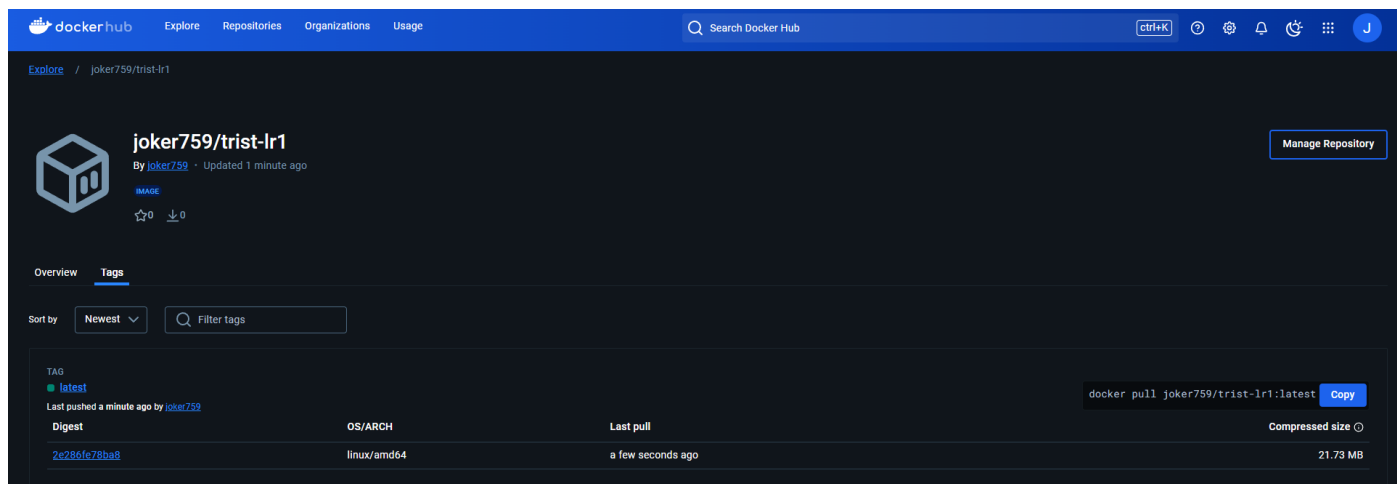 dockerhub Explore Repositories Organizations Usage Search Docker Hub ctrl+K J
Explore / joker759/trist-lr1
joker759/trist-lr1
Manage Repository
By joker759 · Updated 1 minute ago
IMAGE
0 0
Overview Tags
Sort by Newest Filter tags
TAG
latest
docker pull joker759/trist-lr1:latest Copy
Last pushed a minute ago by joker759
Digest OS/ARCH Last pull Compressed size
2e286fe78ba8 linux/amd64 a few seconds ago 21.73 MB